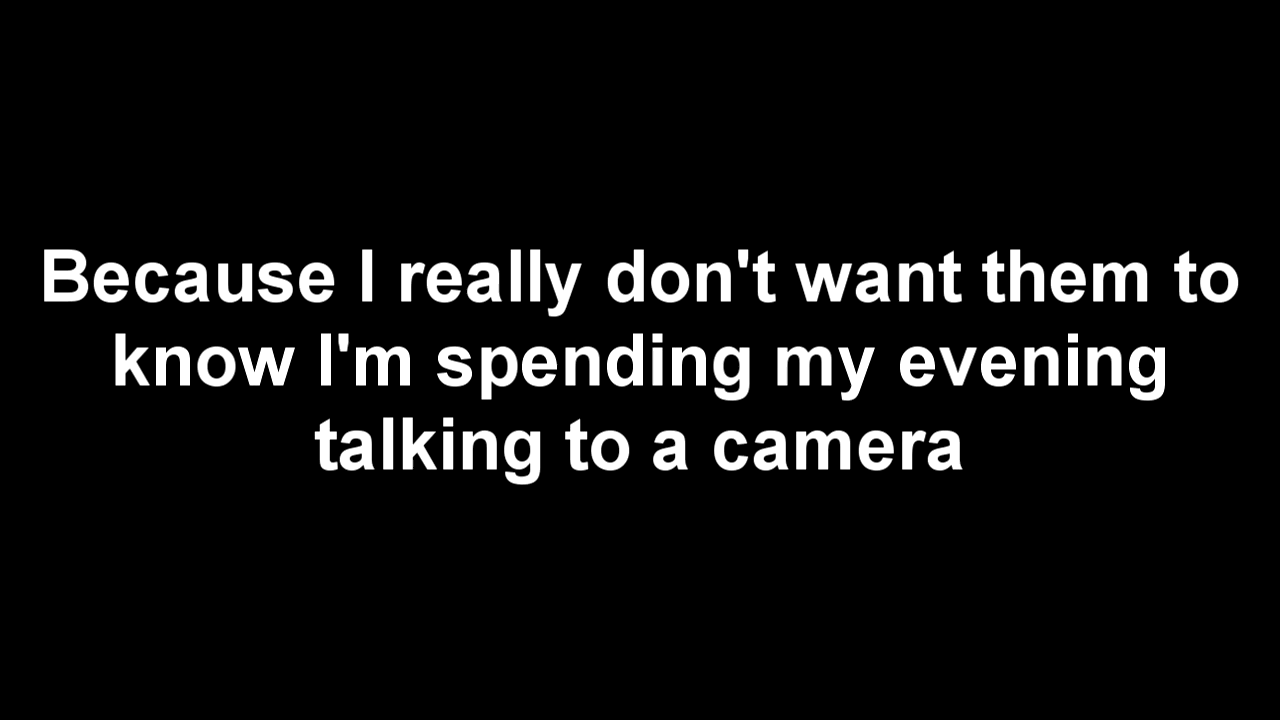 Because I really don't want them to
know I'm spending my evening
talking to a camera